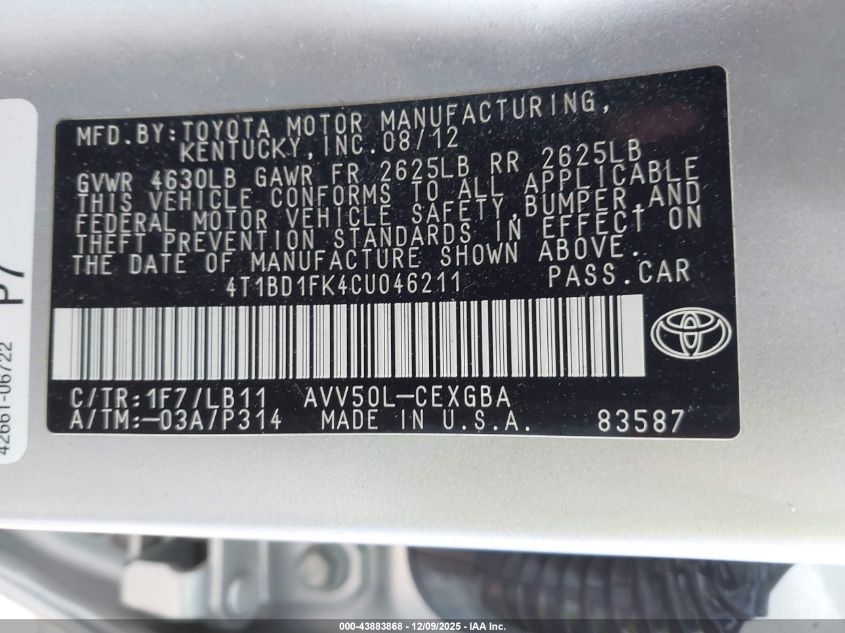 MFD.BY:TOYOTA MOTOR MANUFACTURING,
KENTUCKY,INC.08/12
GVWR 4630LB GAWR FR 2625LB RR 2625LB
THIS VEHICLE CONFORMS TO ALL APPLICABLE
FEDERAL MOTOR VEHICLE SAFETY,BUMPER,AND
THEFT PREVENTION STANDARDS IN EFFECT ON
THE DATE OF MANUFACTURE SHOWN ABOVE.
4T1BD1FK4CU046211 PASS.CAR
C/TR:1F7/LB11 AVV50L-CEXGBA
A/TM:-03A/P314 MADE IN U.S.A. 83587
P7
42661-06722
000-43883868 - 12/09/2025 - IAA Inc.